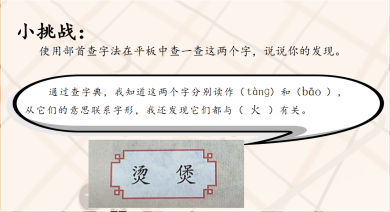 小挑战：
使用部首查字法在平板中查一查这两个字，说说你的发现。
通过查字典，我知道这两个字分别读作（tàng）和（bāo ），
从它们的意思联系字形，我还发现它们都与（ 火 ）有关。
烫 煲